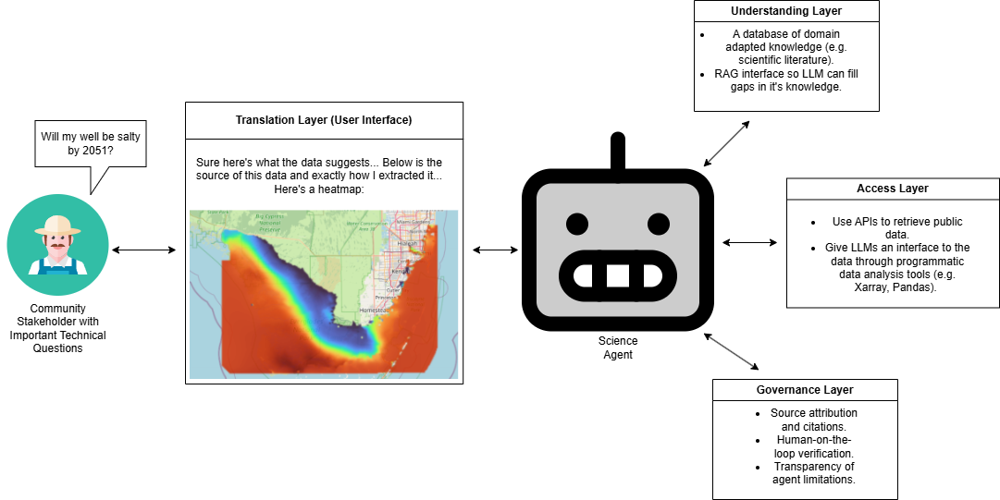 Understanding Layer
A database of domain
adapted knowledge (e.g.
scientific literature).
RAG interface so LLM can fill
gaps in it's knowledge.
Will my well be salty
by 2051?
Translation Layer (User Interface)
Sure here's what the data suggests... Below is the
source of this data and exactly how I extracted it...
Here's a heatmap:
Big Cypress
National
Preserve
Miami Gardens
Hialeah
Kendall
Cutler
Homestead
Community
Stakeholder with
Important Technical
Questions
Science
Agent
Access Layer
Use APIs to retrieve public
data.
Give LLMs an interface to the
data through programmatic
data analysis tools (e.g.
Xarray, Pandas).
Governance Layer
Source attribution
and citations.
Human-on-the-
loop verification.
Transparency of
agent limitations.